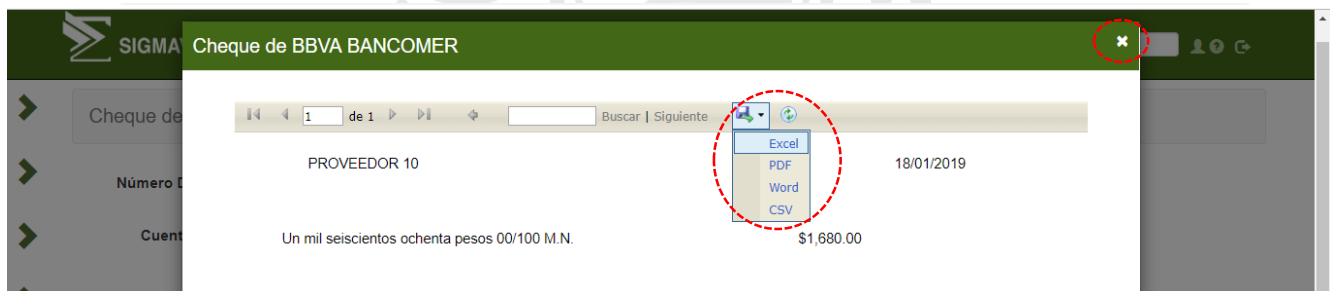 SIGMA
Cheque de BBVA BANCOMER
Cheque de
1 de 1 Buscar | Siguiente
Excel
PDF
Word
CSV
PROVEEDOR 10 18/01/2019
Número
Cuent
Un mil seiscientos ochenta pesos 00/100 M.N. $1,680.00